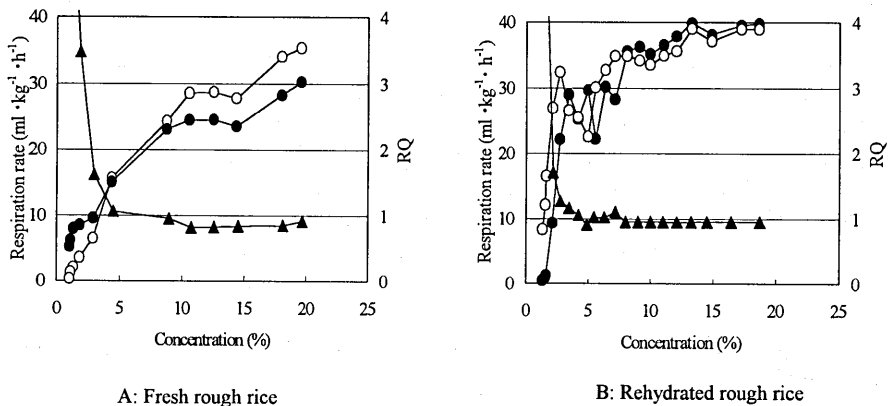 40
30
20
10
0
4
3
2
1
0
0 5 10 15 20 25
Respiration rate (ml・kg⁻¹・h⁻¹)
RQ
Concentration (%)
A: Fresh rough rice
40
30
20
10
0
4
3
2
1
0
0 5 10 15 20 25
Respiration rate (ml・kg⁻¹・h⁻¹)
RQ
Concentration (%)
B: Rehydrated rough rice